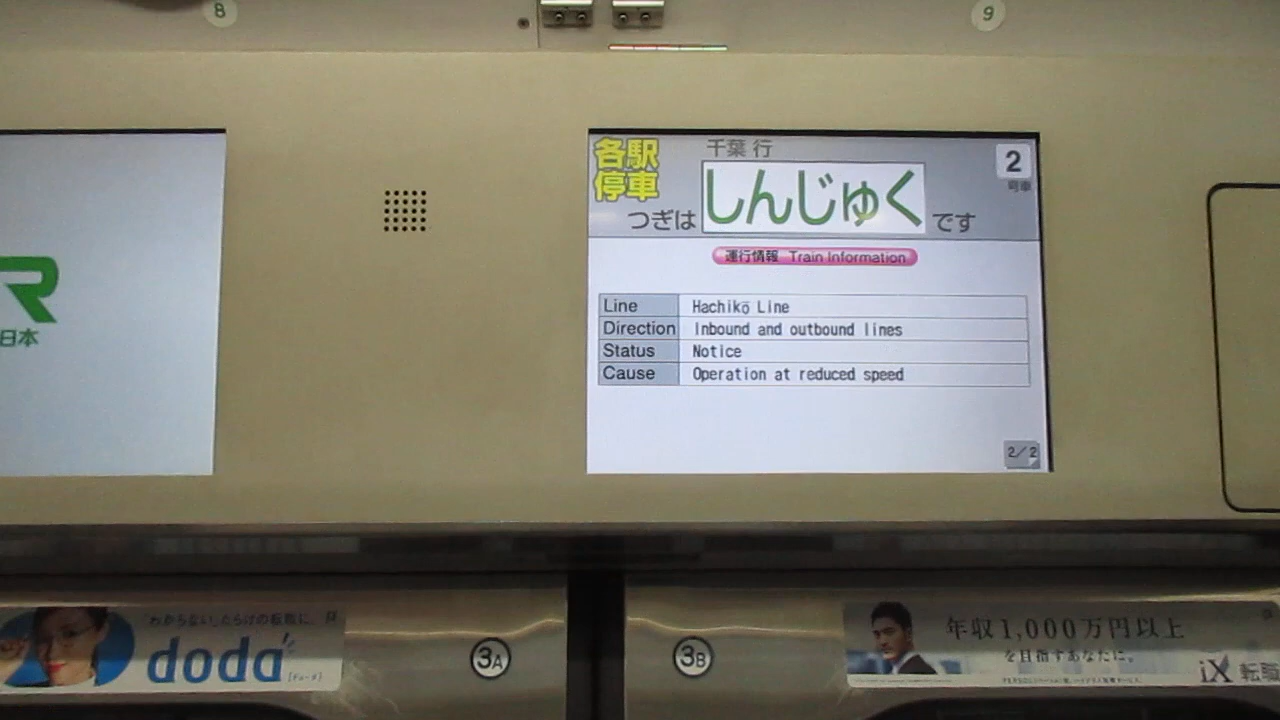 8
9
各駅
停車
千葉 行
つぎは
しんじゅく
です
2
号車
運行情報 Train Information
Line Hachikō Line
Direction Inbound and outbound lines
Status Notice
Cause Operation at reduced speed
2/2
R
日本
doda
3A
3B
年収1,000万円以上
を目指すあなたに。
iX 転職